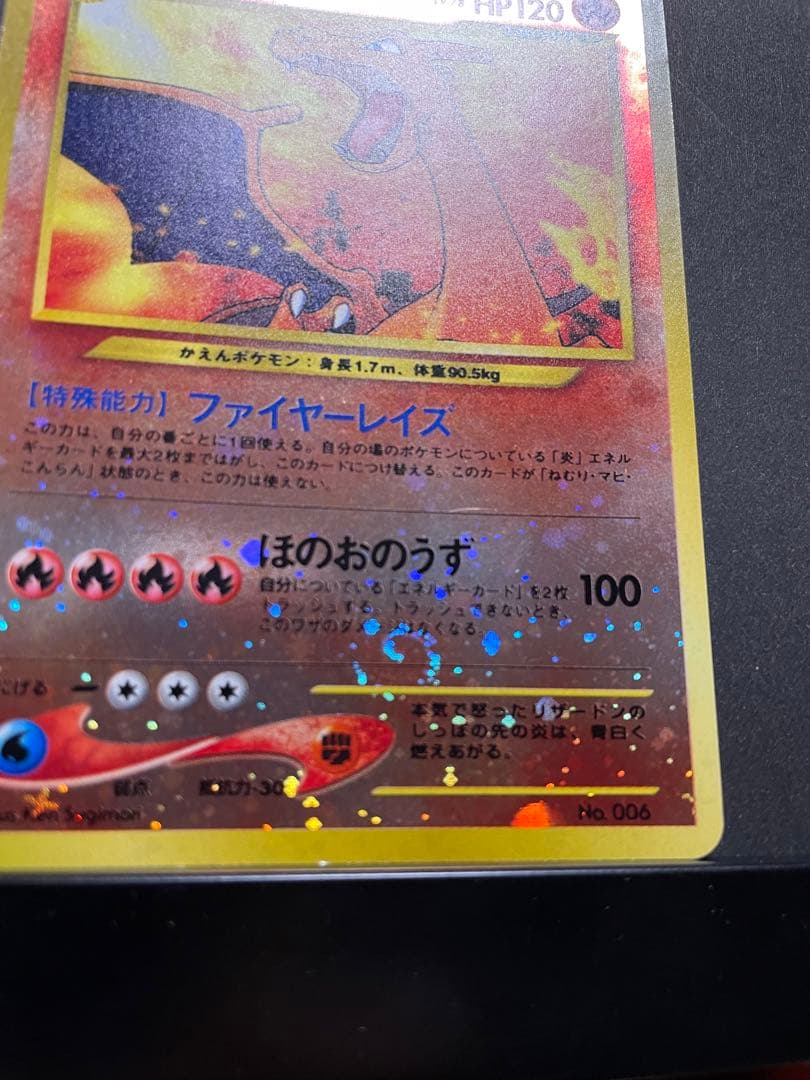 HP120
かえんポケモン：身長1.7m、体重90.5kg
【特殊能力】ファイヤーレイズ
この力は、自分の番ごとに1回使える。自分の場のポケモンについている「炎」エネル
ギーカードを最大2枚まではがし、このカードにつけ替える。このカードが「ねむり・マヒ・
こんらん」状態のとき、この力は使えない。
ほのおのうず
自分についている「エネルギーカード」を2枚
トラッシュする。トラッシュできないとき、
このワザのダメージはなくなる。
100
にげる
本気で怒ったリザードンの
しっぽの先の炎は、青白く
燃えあがる。
弱点 抵抗力-30
us Ken Sugimori
No. 006